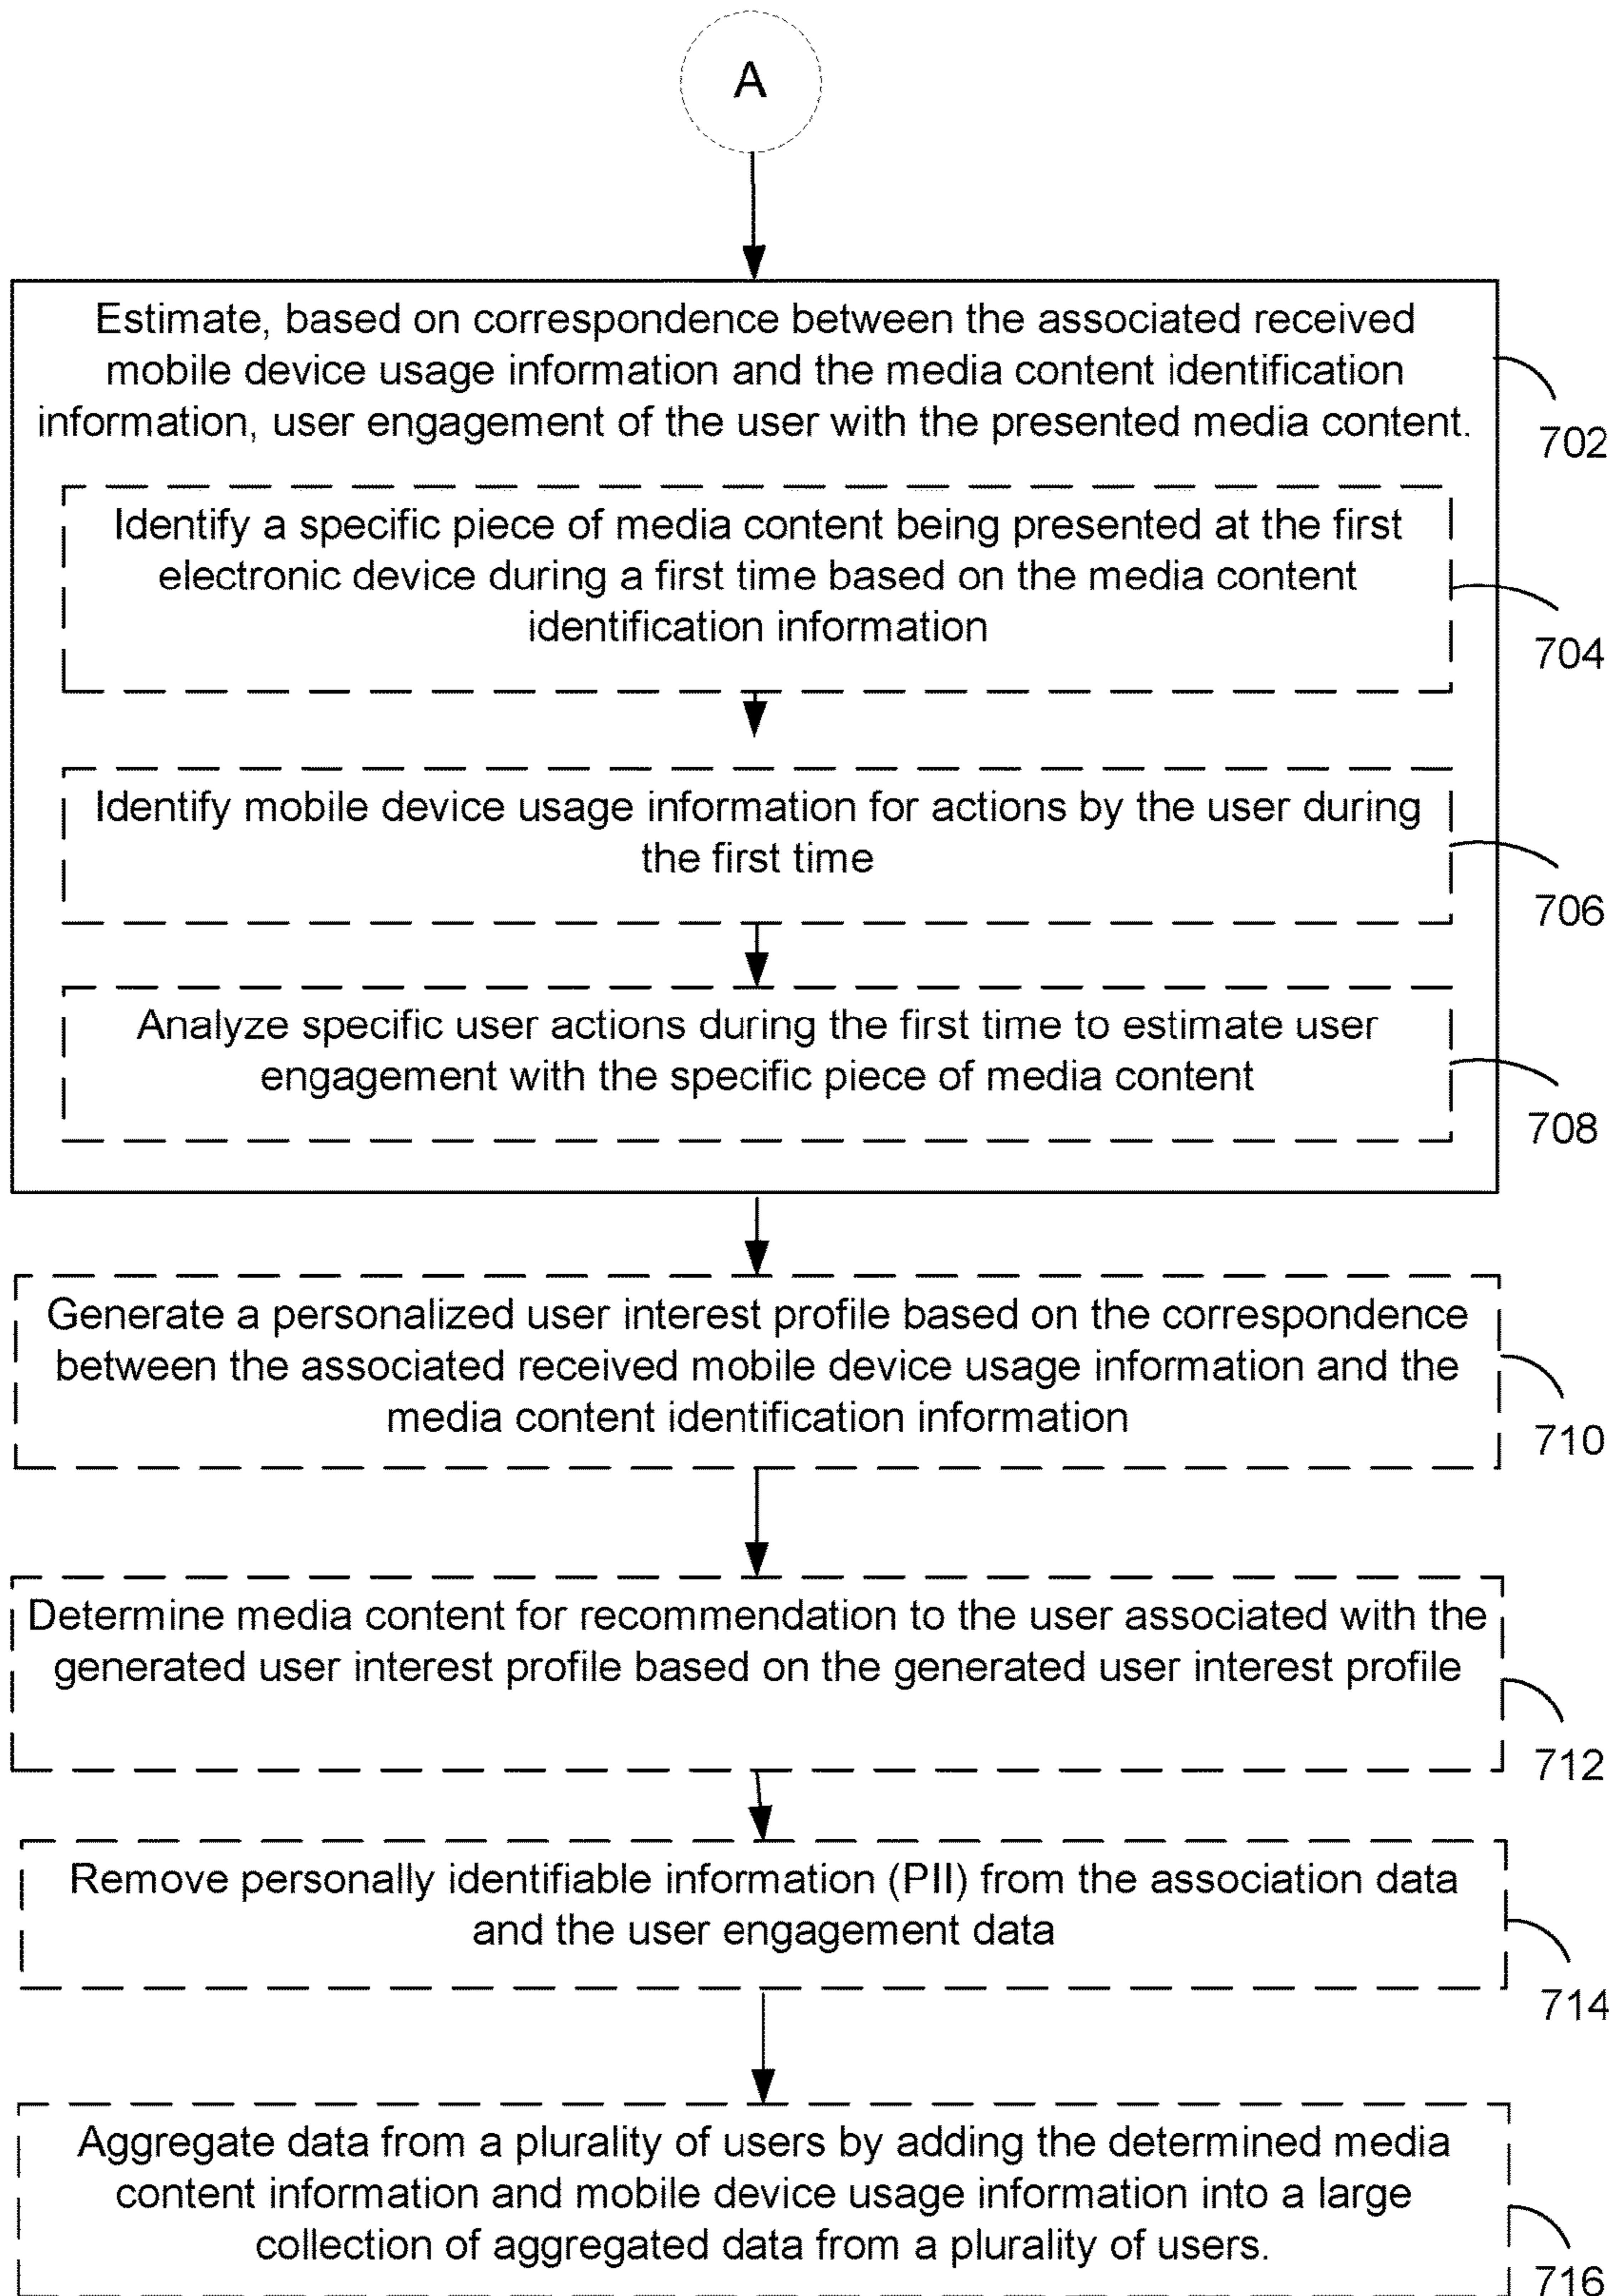 A
Estimate, based on correspondence between the associated received
mobile device usage information and the media content identification
information, user engagement of the user with the presented media content.
702
Identify a specific piece of media content being presented at the first
electronic device during a first time based on the media content
identification information
704
Identify mobile device usage information for actions by the user during
the first time
706
Analyze specific user actions during the first time to estimate user
engagement with the specific piece of media content
708
Generate a personalized user interest profile based on the correspondence
between the associated received mobile device usage information and the
media content identification information
710
Determine media content for recommendation to the user associated with the
generated user interest profile based on the generated user interest profile
712
Remove personally identifiable information (PII) from the association data
and the user engagement data
714
Aggregate data from a plurality of users by adding the determined media
content information and mobile device usage information into a large
collection of aggregated data from a plurality of users.
716